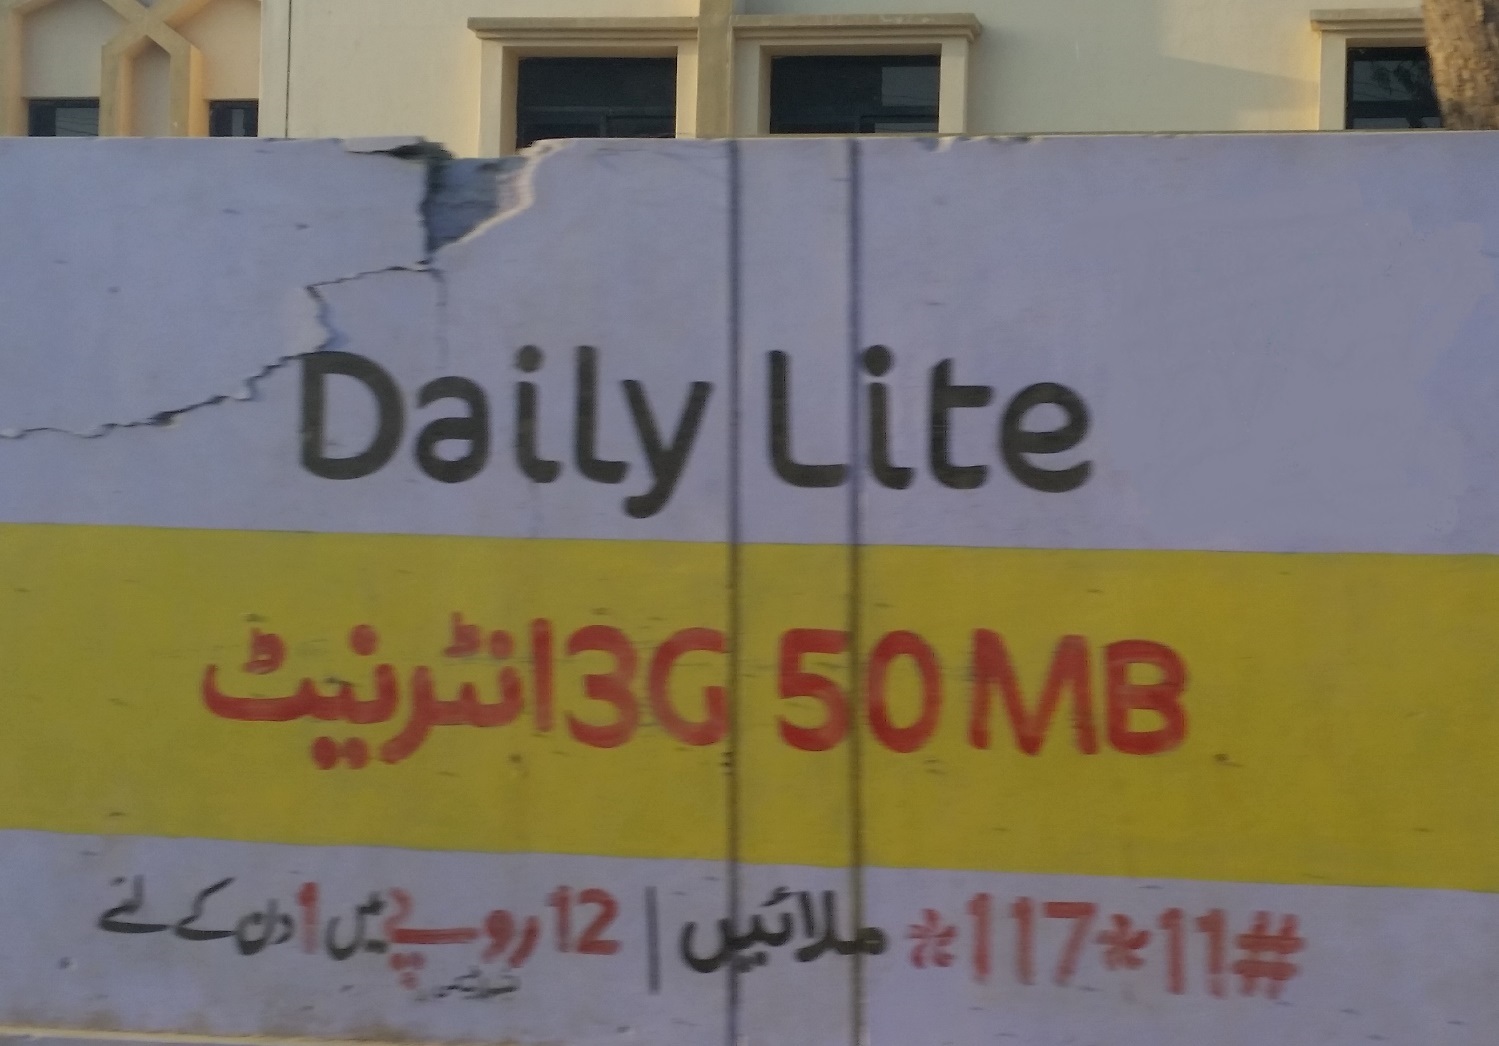 Daily Lite
50 MB 3G انٹرنیٹ
*117*11# ملائیں | 12 روپے میں 1 دن کے لئے